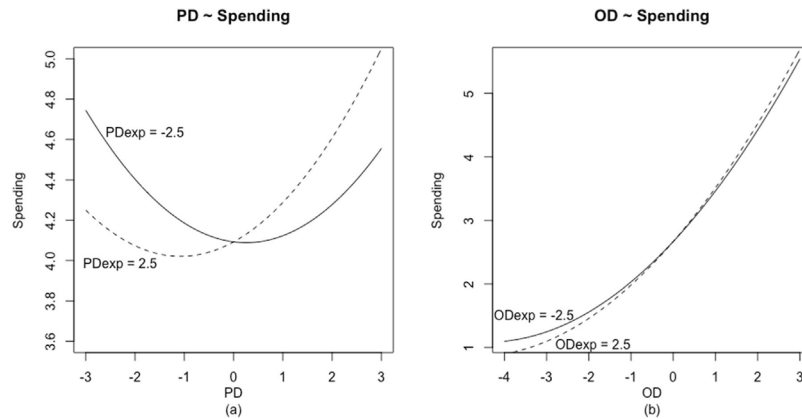 PD ~ Spending
Spending
5.0
4.8
4.6
4.4
4.2
4.0
3.8
3.6
PDexp = -2.5
PDexp = 2.5
-3 -2 -1 0 1 2 3
PD
(a)
OD ~ Spending
Spending
5
4
3
2
1
ODexp = -2.5
ODexp = 2.5
-4 -3 -2 -1 0 1 2 3
OD
(b)